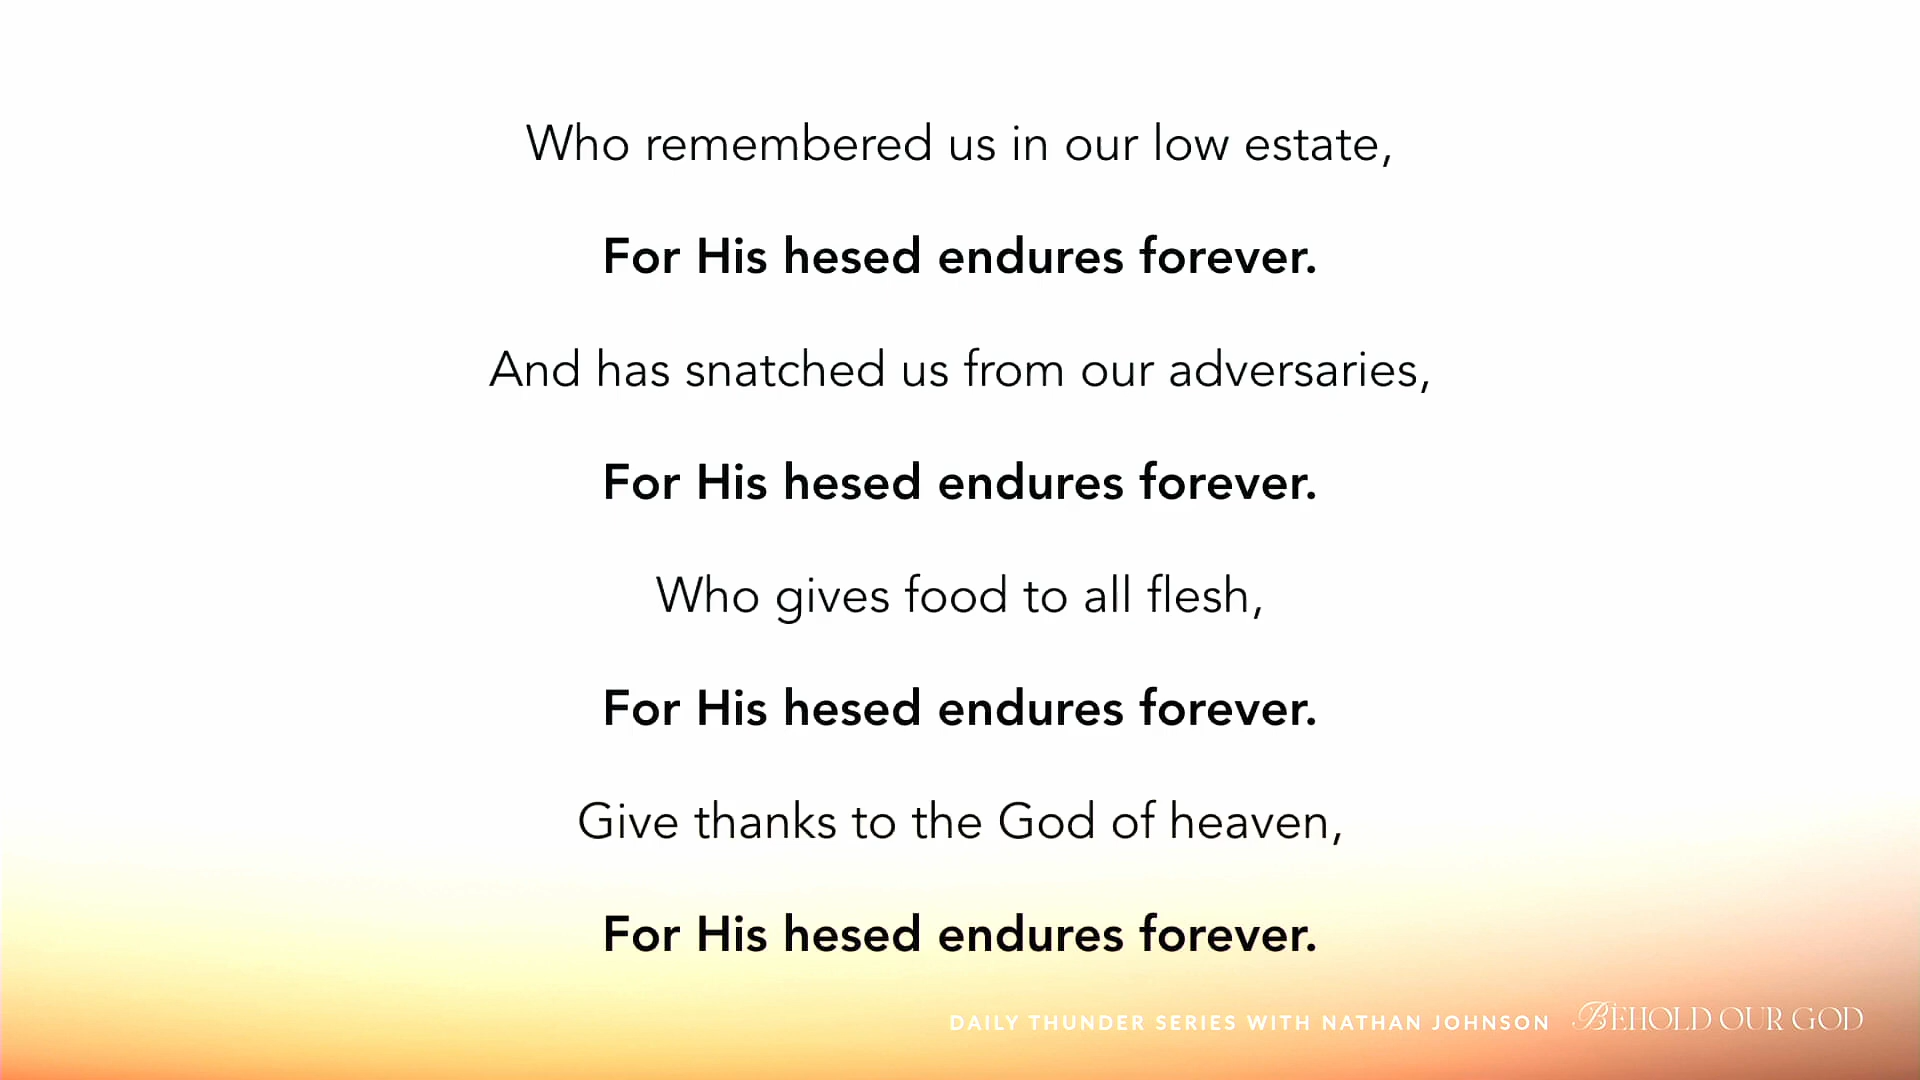 Who remembered us in our low estate,
For His hesed endures forever.
And has snatched us from our adversaries,
For His hesed endures forever.
Who gives food to all flesh,
For His hesed endures forever.
Give thanks to the God of heaven,
For His hesed endures forever.
DAILY THUNDER SERIES WITH NATHAN JOHNSON BEHOLD OUR GOD